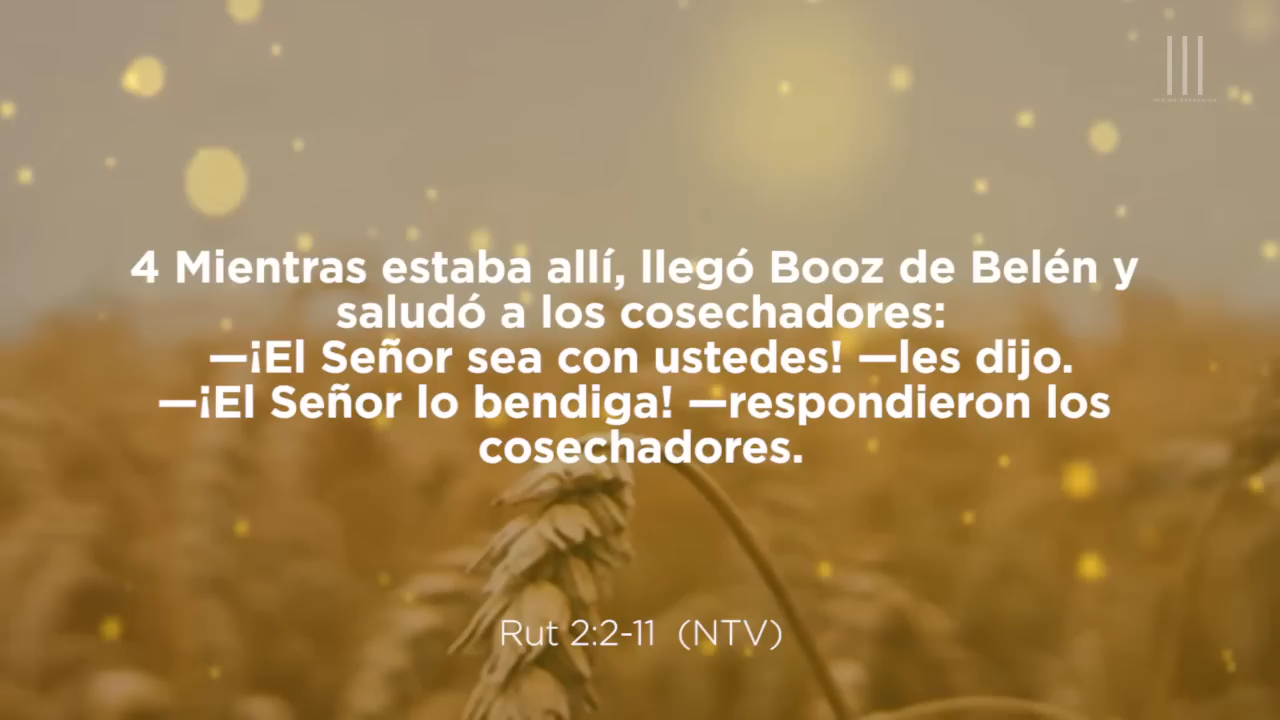 4 Mientras estaba allí, llegó Booz de Belén y
saludó a los cosechadores:
—¡El Señor sea con ustedes! —les dijo.
—¡El Señor lo bendiga! —respondieron los
cosechadores.
Rut 2:2-11 (NTV)